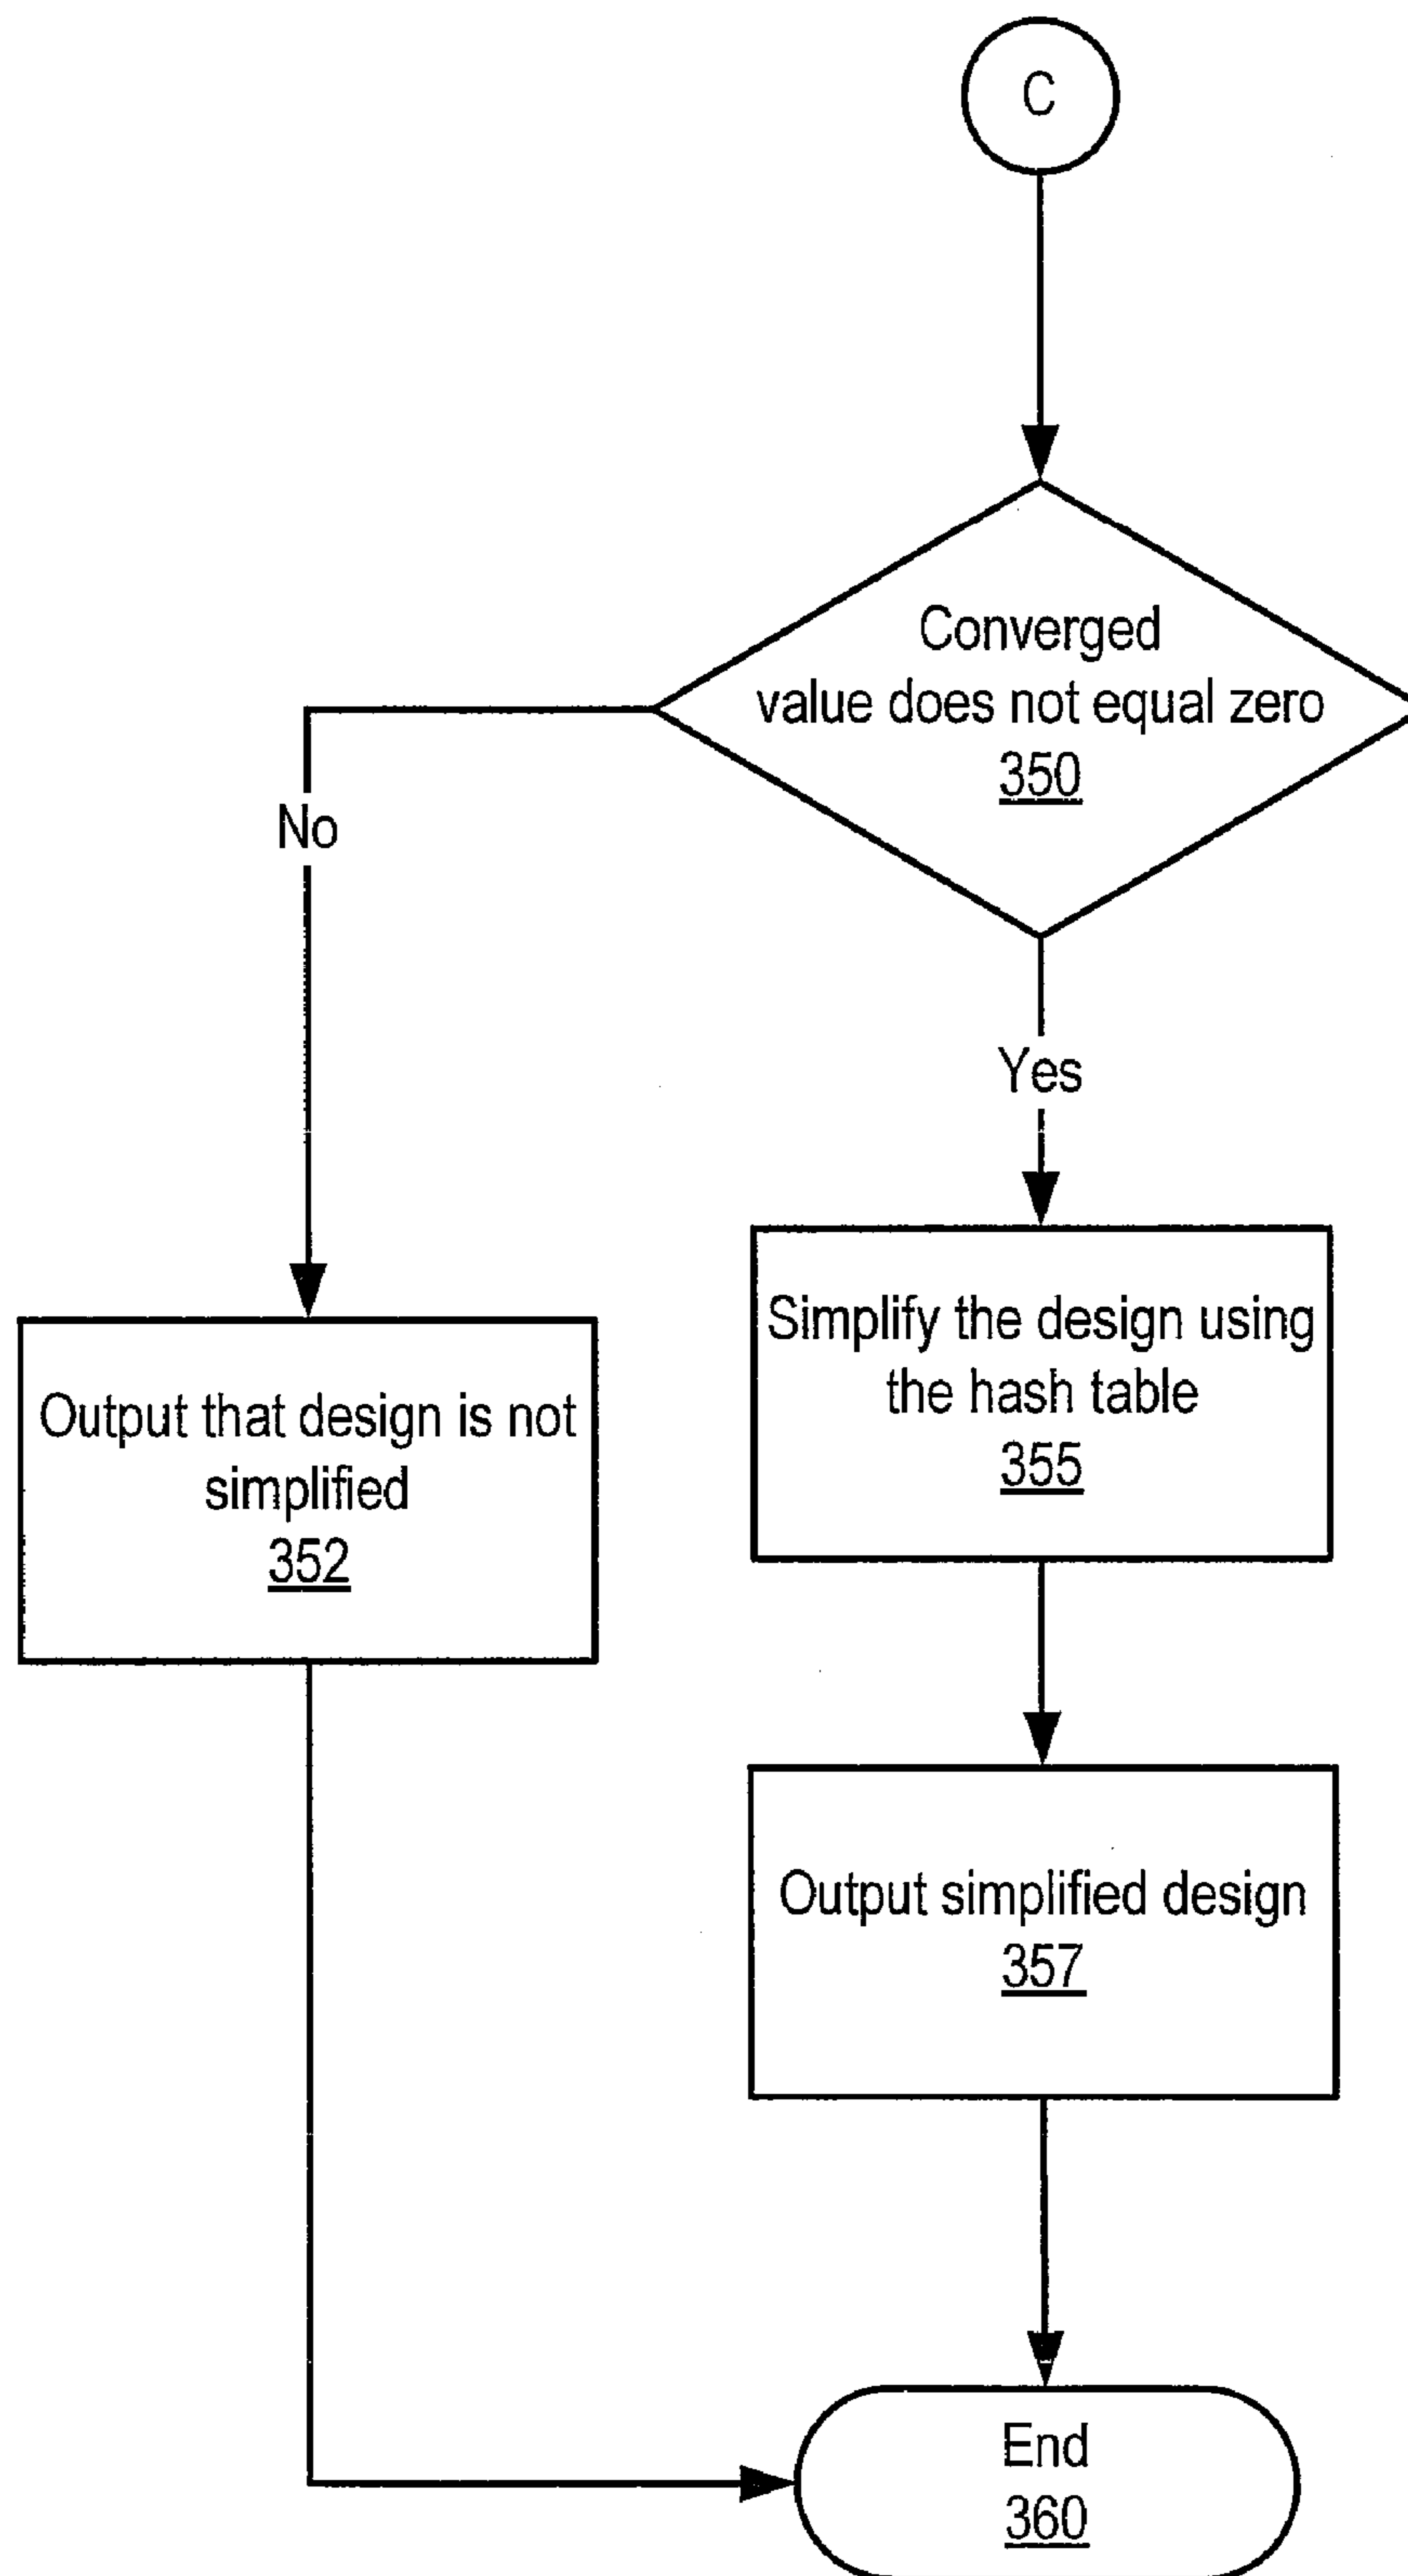 C
Converged
value does not equal zero
350
No
Yes
Simplify the design using
the hash table
355
Output that design is not
simplified
352
Output simplified design
357
End
360